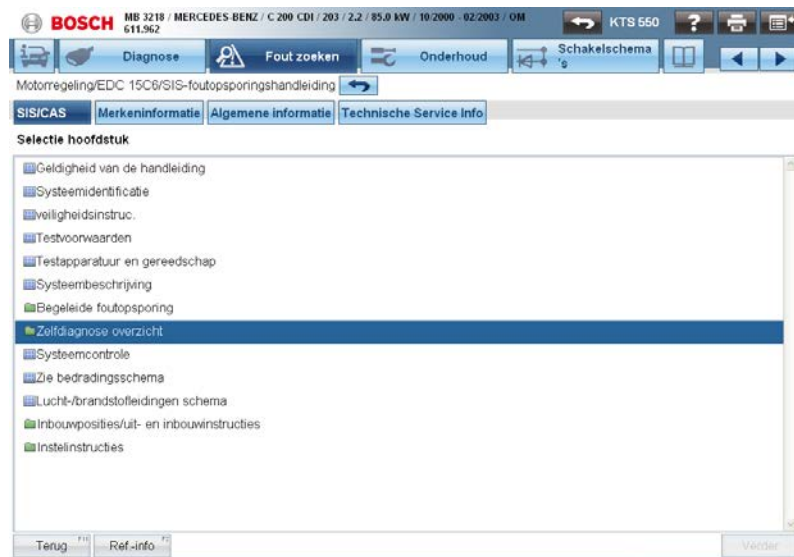 BOSCH
MB 3218 / MERCEDES-BENZ / C 200 CDI / 203 / 2.2 / 85.0 kW / 10/2000 - 02/2003 / OM
611.962
KTS 550
?
Diagnose
Fout zoeken
Onderhoud
Schakelschema
's
Motorregeling/EDC 15C6/SIS-foutopsporingshandleiding
SIS/CAS Merkeninformatie Algemene informatie Technische Service Info
Selectie hoofdstuk
Geldigheid van de handleiding
Systeemidentificatie
veiligheidsinstruc.
Testvoorwaarden
Testapparatuur en gereedschap
Systeembeschrijving
Begeleide foutopsporing
Zelfdiagnose overzicht
Systeemcontrole
Zie bedradingsschema
Lucht-/brandstofleidingen schema
Inbouwposities/uit- en inbouwinstructies
Instelinstructies
Terug Ref.-info F2 Verder